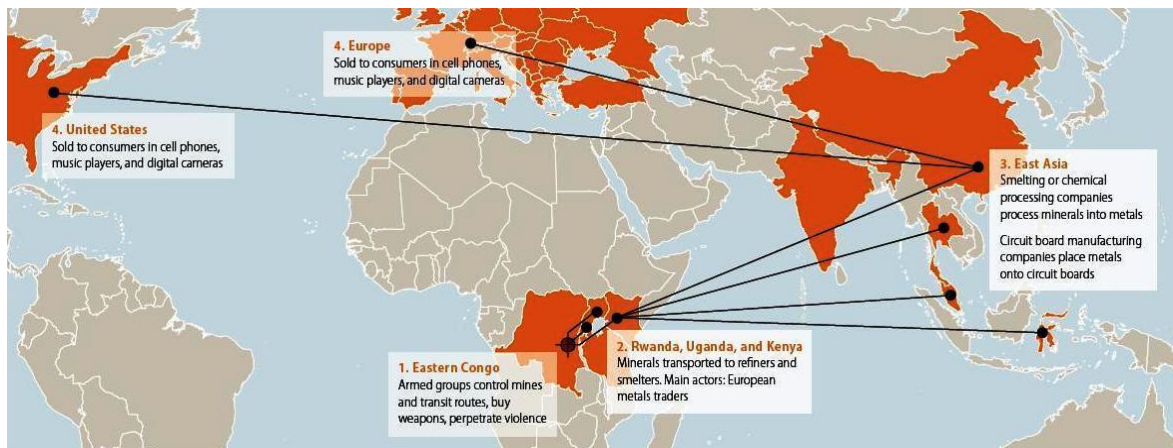 4. Europe
Sold to consumers in cell phones,
music players, and digital cameras
4. United States
Sold to consumers in cell phones,
music players, and digital cameras
3. East Asia
Smelting or chemical
processing companies
process minerals into metals
Circuit board manufacturing
companies place metals
onto circuit boards
1. Eastern Congo
Armed groups control mines
and transit routes, buy
weapons, perpetrate violence
2. Rwanda, Uganda, and Kenya
Minerals transported to refiners and
smelters. Main actors: European
metals traders